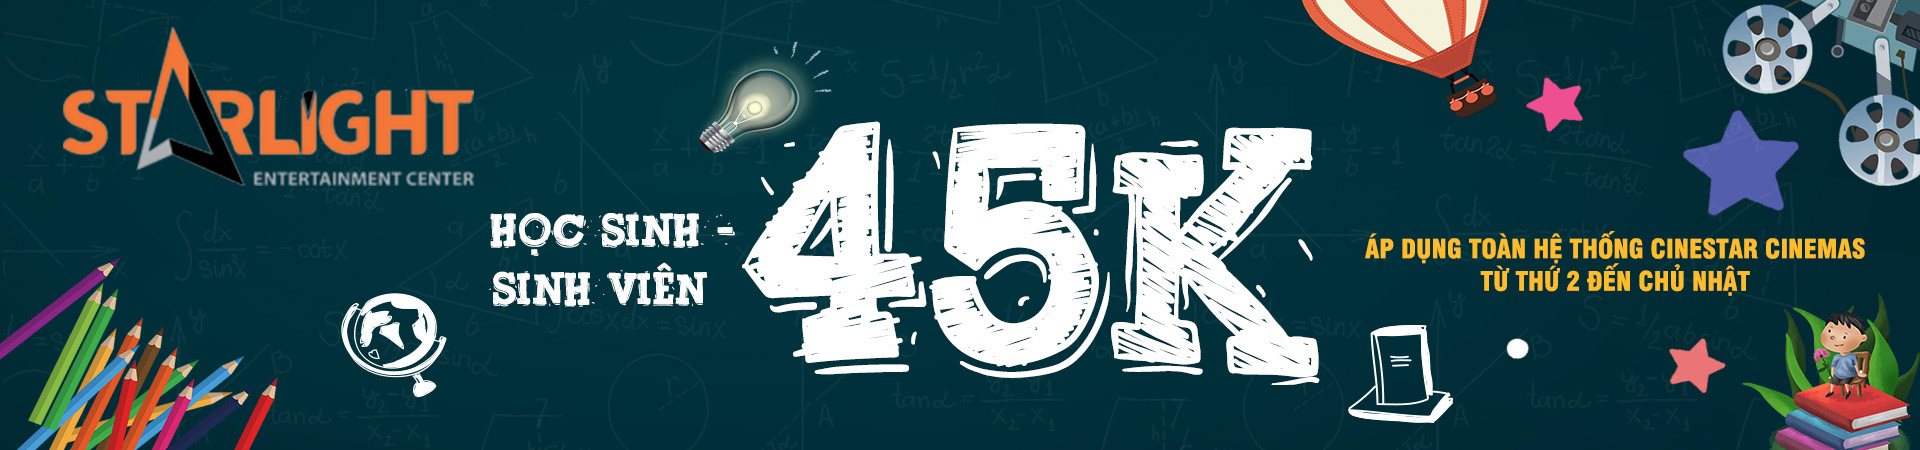 STARLIGHT
ENTERTAINMENT CENTER
HỌC SINH -
SINH VIÊN
45K
ÁP DỤNG TOÀN HỆ THỐNG CINESTAR CINEMAS
TỪ THỨ 2 ĐẾN CHỦ NHẬT